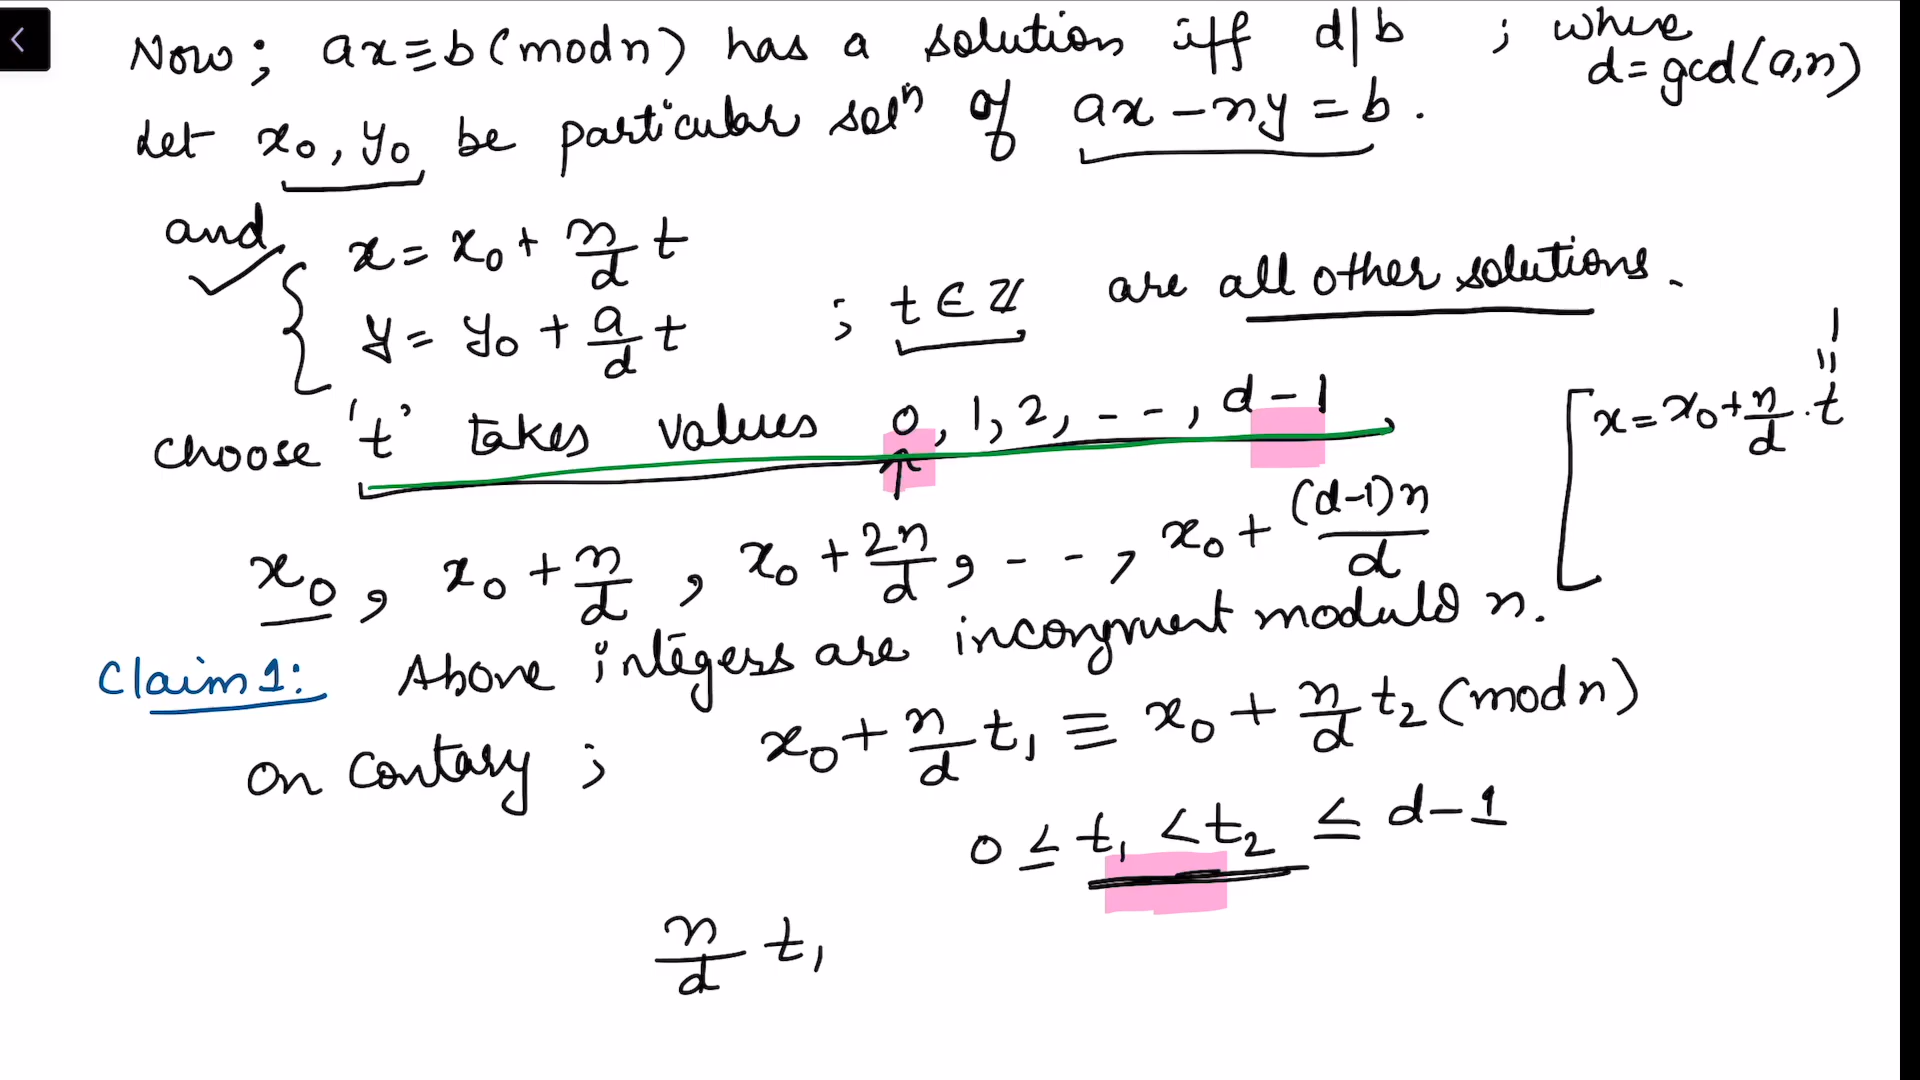 Now; ax≡b(mod n) has a solution iff d|b ; where
d=gcd(a,n)
Let x₀, y₀ be particular solⁿ of ax-ny=b.
and
x = x₀ + n/d t
y = y₀ + a/d t ; t∈ℤ are all other solutions.
choose 't' takes values 0, 1, 2, - - -, d-1,
1
"
[x=x₀+n/d·t
x₀, x₀+n/d, x₀+2n/d, - - -, x₀+(d-1)n/d
Claim 1: Above integers are incongruent modulo n.
On contary ; x₀+n/d t₁ ≡ x₀+n/d t₂ (mod n)
0≤t₁<t₂≤d-1
n/d t₁